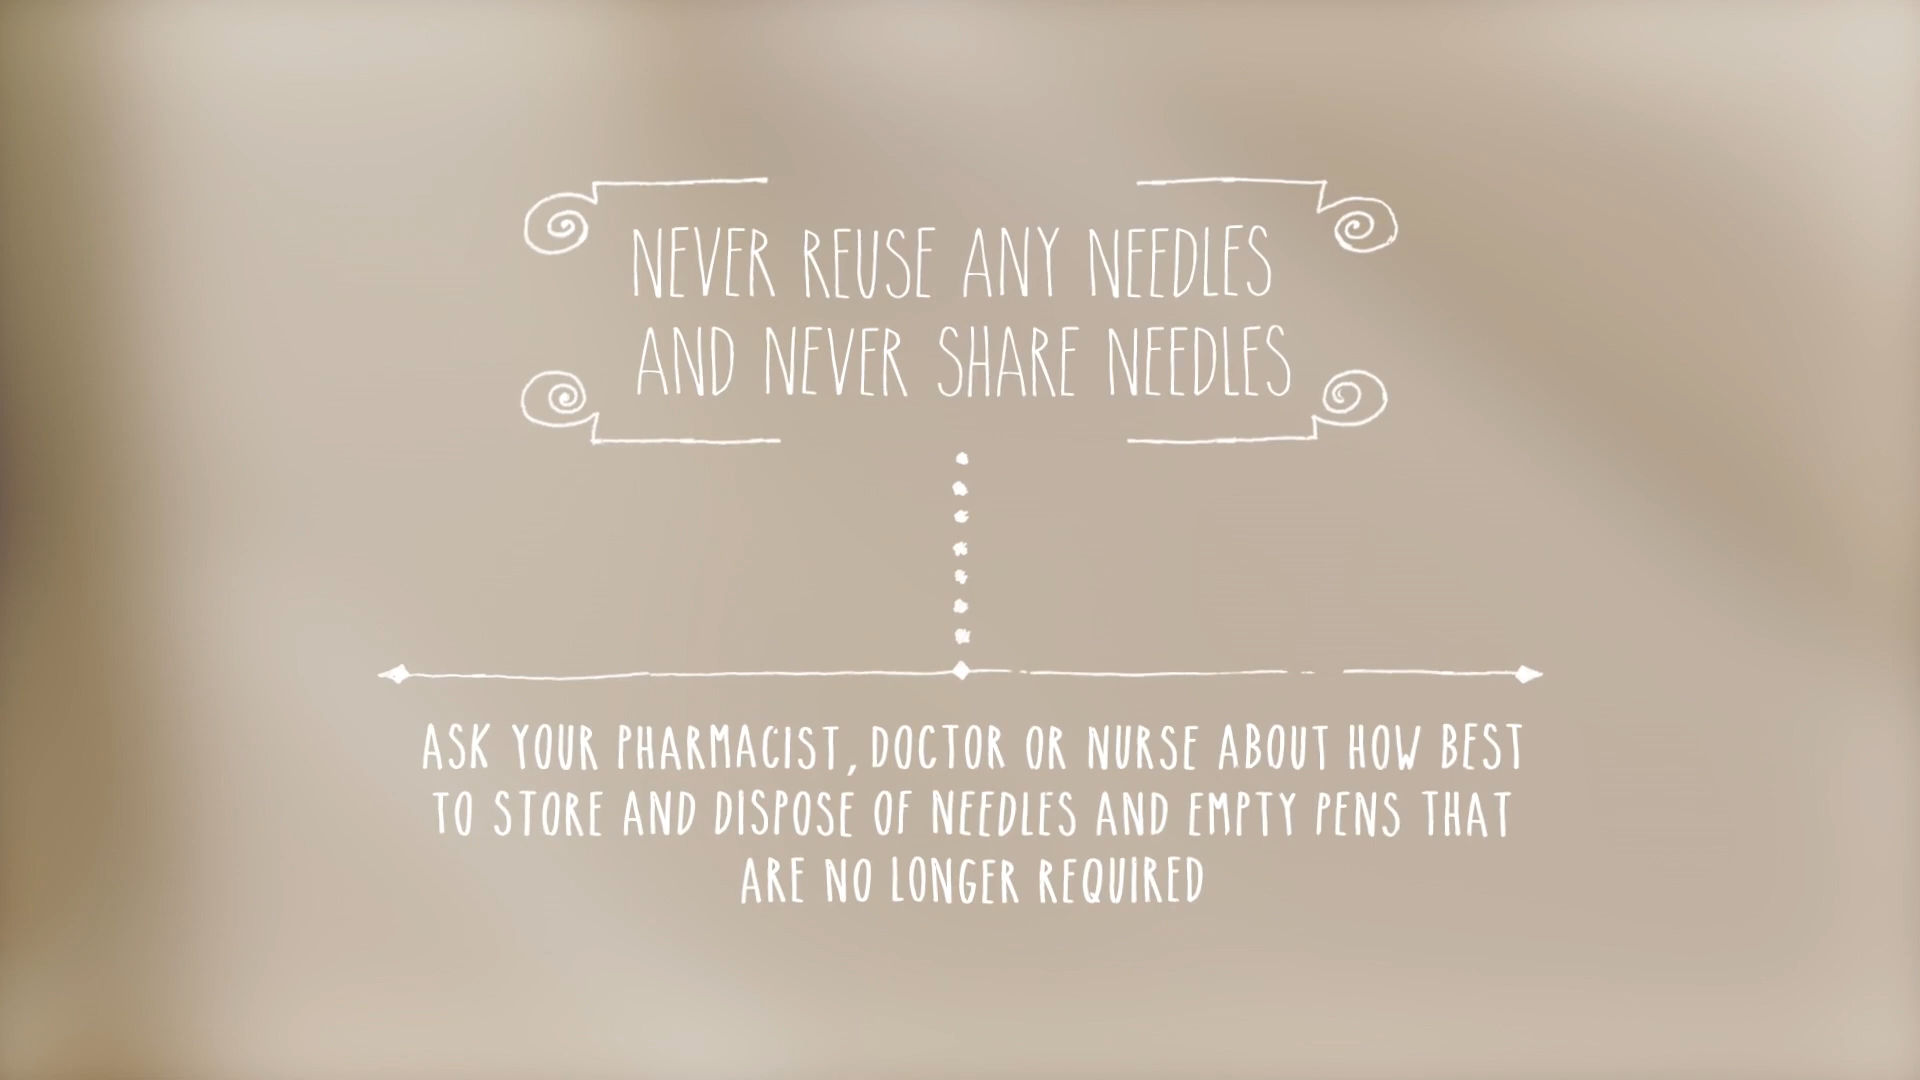 NEVER REUSE ANY NEEDLES
AND NEVER SHARE NEEDLES
ASK YOUR PHARMACIST, DOCTOR OR NURSE ABOUT HOW BEST
TO STORE AND DISPOSE OF NEEDLES AND EMPTY PENS THAT
ARE NO LONGER REQUIRED